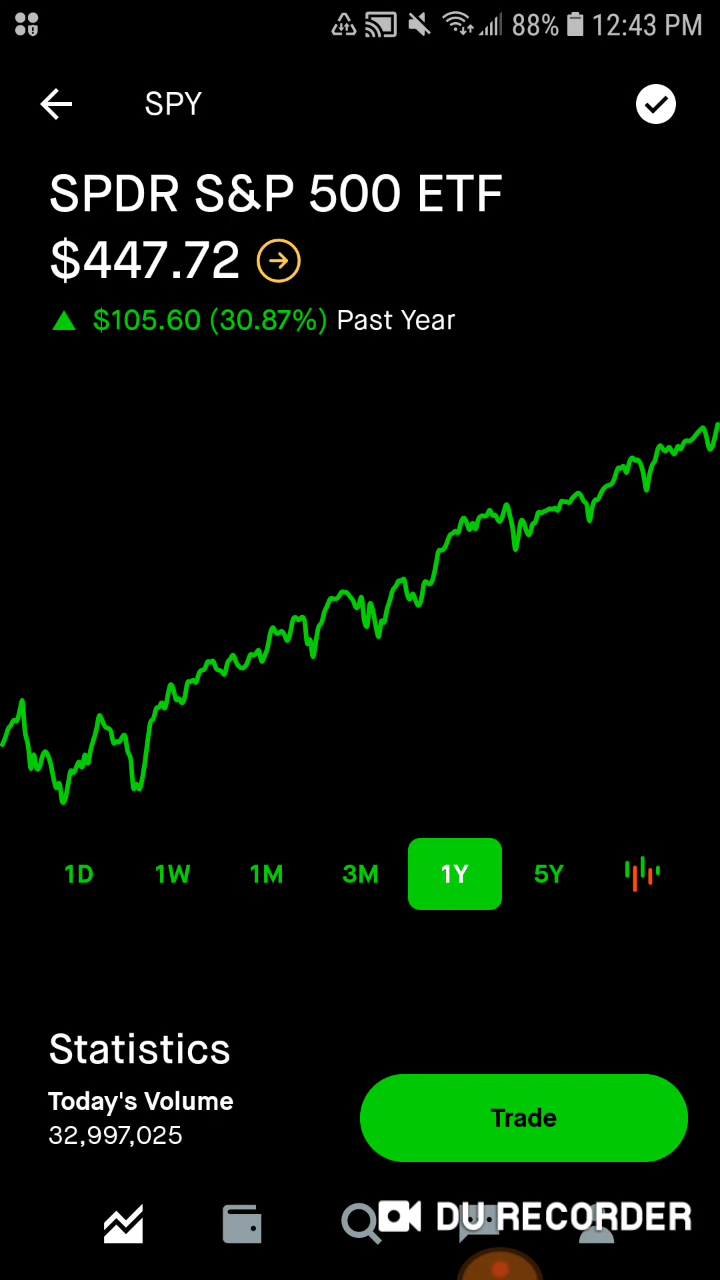 88% 12:43 PM
SPY
SPDR S&P 500 ETF
$447.72
$105.60 (30.87%) Past Year
1D 1W 1M 3M 1Y 5Y
Statistics
Today's Volume
32,997,025
Trade
DU RECORDER